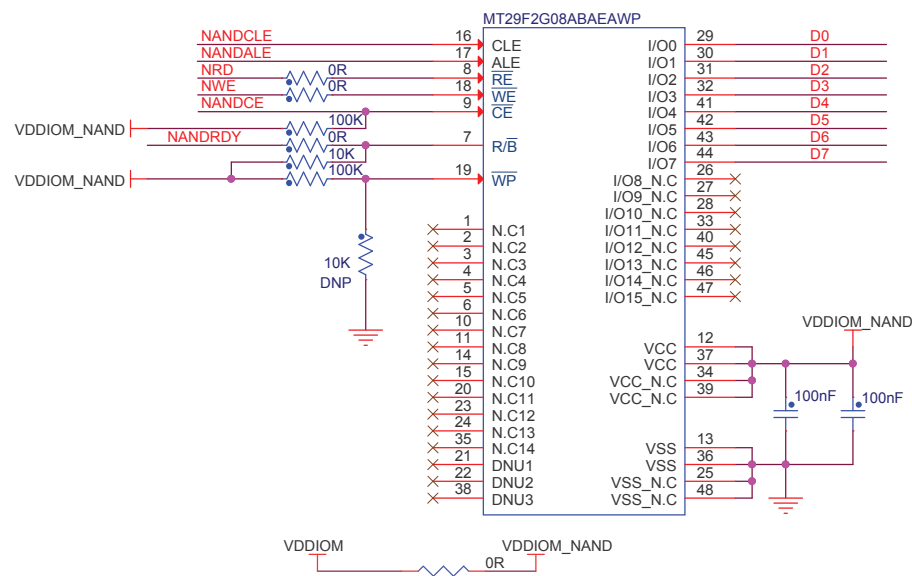 MT29F2G08ABAEAWP
NANDCLE 16 CLE I/O0 29 D0
NANDALE 17 ALE I/O1 30 D1
NRD 0R 8 RE I/O2 31 D2
NWE 0R 18 WE I/O3 32 D3
NANDCE 9 CE I/O4 41 D4
VDDIOM_NAND 100K I/O5 42 D5
NANDRDY 0R 7 R/B I/O6 43 D6
10K I/O7 44 D7
VDDIOM_NAND 100K 19 WP I/O8_N.C 26
I/O9_N.C 27
I/O10_N.C 28
1 N.C1 I/O11_N.C 33
2 N.C2 I/O12_N.C 40
3 N.C3 I/O13_N.C 45
10K
DNP
4 N.C4 I/O14_N.C 46
5 N.C5 I/O15_N.C 47
6 N.C6
10 N.C7 VDDIOM_NAND
11 N.C8 VCC 12
14 N.C9 VCC 37
15 N.C10 VCC_N.C 34
20 N.C11 VCC_N.C 39 100nF 100nF
23 N.C12
24 N.C13
35 N.C14 VSS 13
21 DNU1 VSS 36
22 DNU2 VSS_N.C 25
38 DNU3 VSS_N.C 48
VDDIOM 0R VDDIOM_NAND